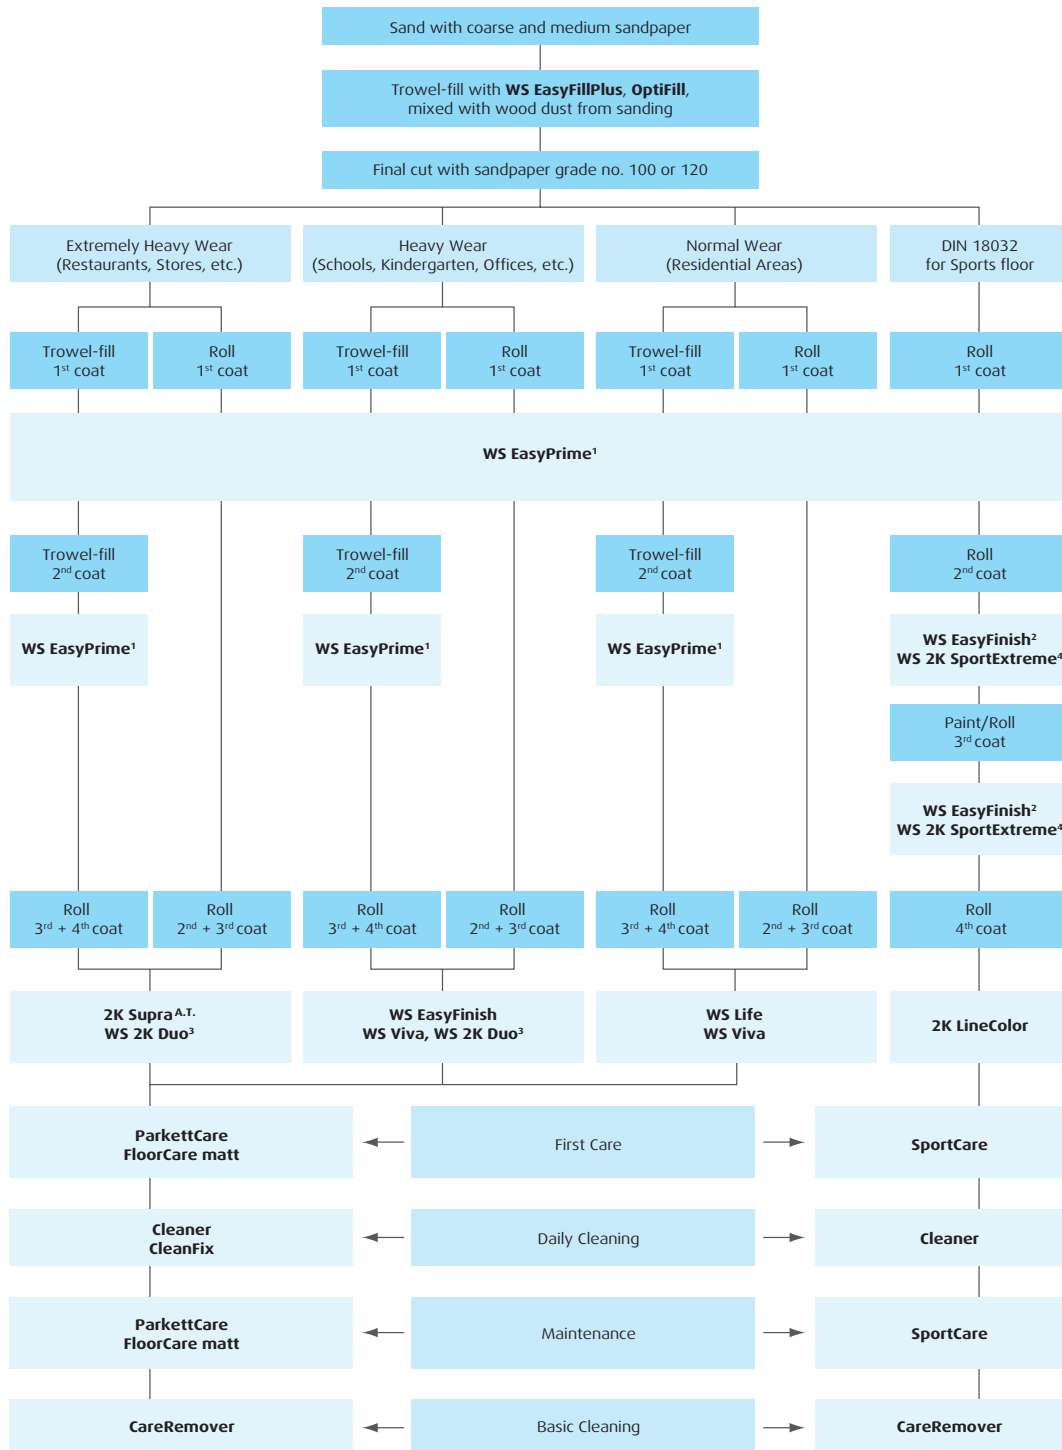 Sand with coarse and medium sandpaper
Trowel-fill with WS EasyFillPlus, OptiFill,
mixed with wood dust from sanding
Final cut with sandpaper grade no. 100 or 120
Extremely Heavy Wear
(Restaurants, Stores, etc.)
Heavy Wear
(Schools, Kindergarten, Offices, etc.)
Normal Wear
(Residential Areas)
DIN 18032
for Sports floor
Trowel-fill
1st coat
Roll
1st coat
Trowel-fill
1st coat
Roll
1st coat
Trowel-fill
1st coat
Roll
1st coat
Roll
1st coat
WS EasyPrime¹
Trowel-fill
2nd coat
Trowel-fill
2nd coat
Trowel-fill
2nd coat
Roll
2nd coat
WS EasyPrime¹
WS EasyPrime¹
WS EasyPrime¹
WS EasyFinish²
WS 2K SportExtreme⁴
Paint/Roll
3rd coat
WS EasyFinish²
WS 2K SportExtreme⁴
Roll
3rd + 4th coat
Roll
2nd + 3rd coat
Roll
3rd + 4th coat
Roll
2nd + 3rd coat
Roll
3rd + 4th coat
Roll
2nd + 3rd coat
Roll
4th coat
2K Supra A.T.
WS 2K Duo³
WS EasyFinish
WS Viva, WS 2K Duo³
WS Life
WS Viva
2K LineColor
ParkettCare
FloorCare matt
First Care
SportCare
Cleaner
CleanFix
Daily Cleaning
Cleaner
ParkettCare
FloorCare matt
Maintenance
SportCare
CareRemover
Basic Cleaning
CareRemover